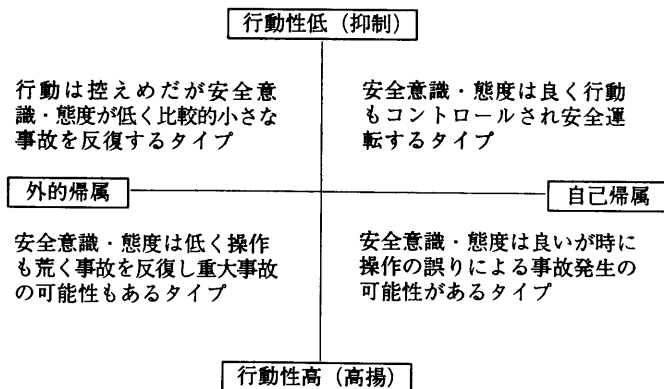 行動性低（抑制）
行動は控えめだが安全意
識・態度が低く比較的小さな
事故を反復するタイプ
安全意識・態度は良く行動
もコントロールされ安全運
転するタイプ
外的帰属
自己帰属
安全意識・態度は低く操作
も荒く事故を反復し重大事故
の可能性もあるタイプ
安全意識・態度は良いが時に
操作の誤りによる事故発生の
可能性があるタイプ
行動性高（高揚）